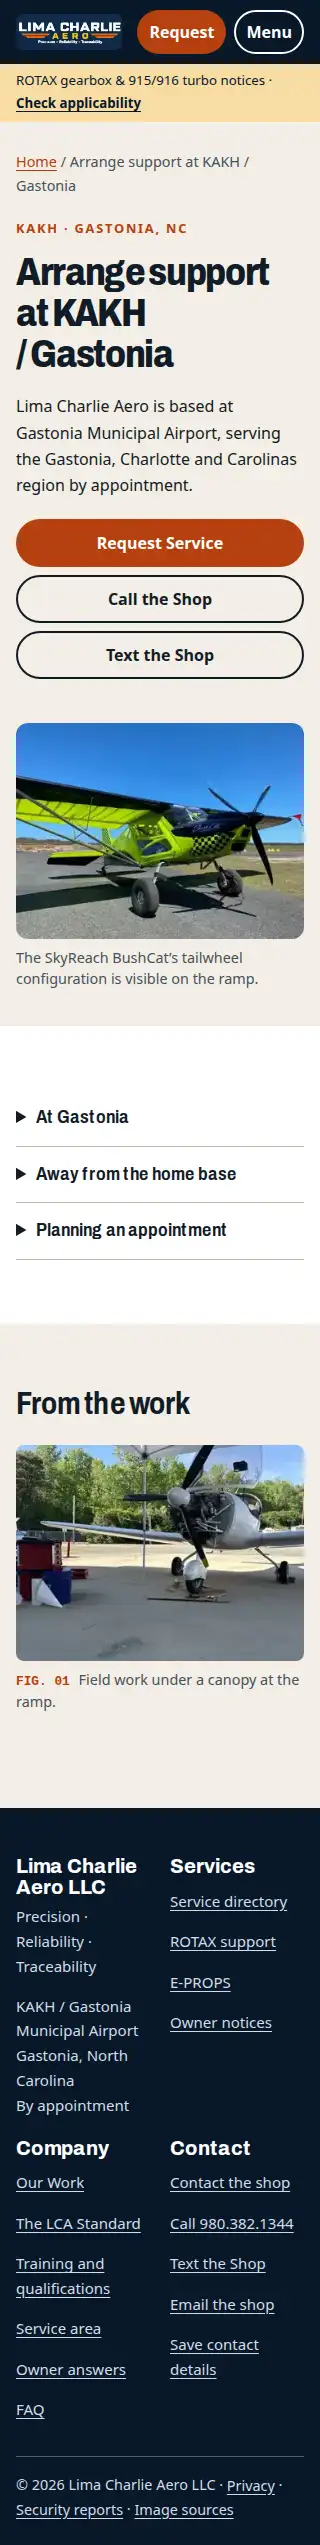 LIMA CHARLIE
AERO
Precision · Reliability · Traceability
Request
Menu
ROTAX gearbox & 915/916 turbo notices ·
Check applicability
Home / Arrange support at KAKH /
Gastonia
KAKH · GASTONIA, NC
Arrange support
at KAKH
/ Gastonia
Lima Charlie Aero is based at
Gastonia Municipal Airport, serving
the Gastonia, Charlotte and Carolinas
region by appointment.
Request Service
Call the Shop
Text the Shop
The SkyReach BushCat’s tailwheel
configuration is visible on the ramp.
At Gastonia
Away from the home base
Planning an appointment
From the work
FIG. 01 Field work under a canopy at the
ramp.
Lima Charlie
Aero LLC
Precision ·
Reliability ·
Traceability
KAKH / Gastonia
Municipal Airport
Gastonia, North
Carolina
By appointment
Services
Service directory
ROTAX support
E-PROPS
Owner notices
Company
Our Work
The LCA Standard
Training and
qualifications
Service area
Owner answers
FAQ
Contact
Contact the shop
Call 980.382.1344
Text the Shop
Email the shop
Save contact
details
© 2026 Lima Charlie Aero LLC · Privacy ·
Security reports · Image sources